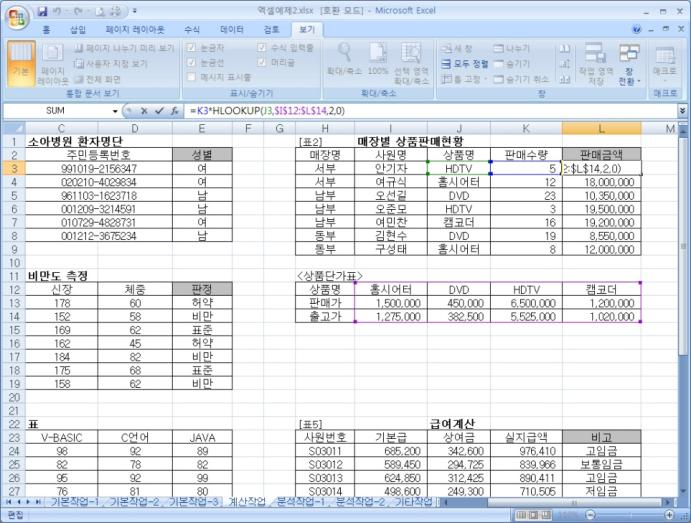 엑셀예제2.xlsx [호환 모드] - Microsoft Excel
홈 삽입 페이지 레이아웃 수식 데이터 검토 보기
기본 페이지 레이아웃 페이지 나누기 미리 보기 사용자 지정 보기 전체 화면
눈금자 수식 입력줄 눈금선 머리글 메시지 표시줄
확대/축소 100% 선택 영역 확대/축소
새 창 모두 정렬 틀 고정 나누기 숨기기 숨기기 취소
작업 영역 저장 창 전환 매크로
통합 문서 보기 표시/숨기기 확대/축소 창 매크로
SUM =K3*HLOOKUP(J3,$I$12:$L$14,2,0)
C D E F G H I J K L M
1 소아병원 환자명단 [표2] 매장별 상품판매현황
2 주민등록번호 성별 매장명 사원명 상품명 판매수량 판매금액
3 991019-2156347 여 서부 안기자 HDTV 5 2:$L$14,2,0)
4 020210-4029834 여 서부 여규식 홈시어터 12 18,000,000
5 961103-1623718 남 남부 오선길 DVD 23 10,350,000
6 001209-3214591 남 남부 오준모 HDTV 3 19,500,000
7 010729-4828731 여 남부 여민찬 캠코더 16 19,200,000
8 001212-3675234 남 동부 김현수 DVD 19 8,550,000
9 동부 구성태 홈시어터 8 12,000,000
10
11 비만도 측정 <상품단가표>
12 신장 체중 판정 상품명 홈시어터 DVD HDTV 캠코더
13 178 60 허약 판매가 1,500,000 450,000 6,500,000 1,200,000
14 152 58 비만 출고가 1,275,000 382,500 5,525,000 1,020,000
15 169 62 표준
16 162 45 허약
17 184 82 비만
18 175 68 표준
19 158 62 비만
20
21
22 표 [표5] 급여계산
23 V-BASIC C언어 JAVA 사원번호 기본급 상여금 실지급액 비고
24 98 92 89 S03011 685,200 342,600 976,410 고임금
25 82 78 82 S03012 589,450 294,725 839,966 보통임금
26 95 92 99 S03013 624,850 312,425 890,411 고임금
27 76 81 80 S03014 498,600 249,300 710,505 저임금
기본작업-1 기본작업-2 기본작업-3 계산작업 분석작업-1 분석작업-2 기타작업
편집